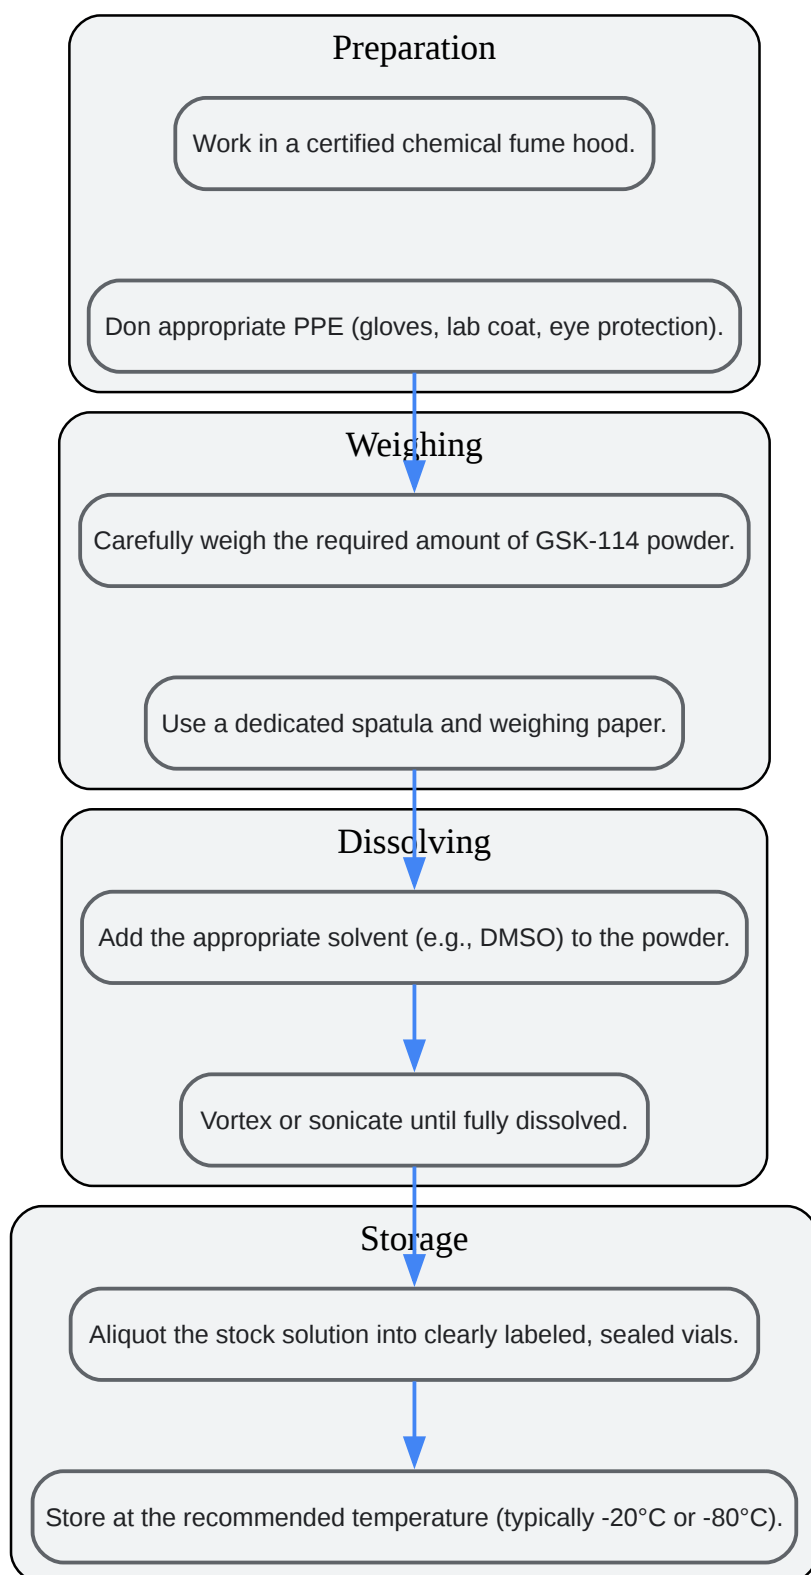 Preparation
Work in a certified chemical fume hood.
Don appropriate PPE (gloves, lab coat, eye protection).
Weighing
Carefully weigh the required amount of GSK-114 powder.
Use a dedicated spatula and weighing paper.
Dissolving
Add the appropriate solvent (e.g., DMSO) to the powder.
Vortex or sonicate until fully dissolved.
Storage
Aliquot the stock solution into clearly labeled, sealed vials.
Store at the recommended temperature (typically -20°C or -80°C).